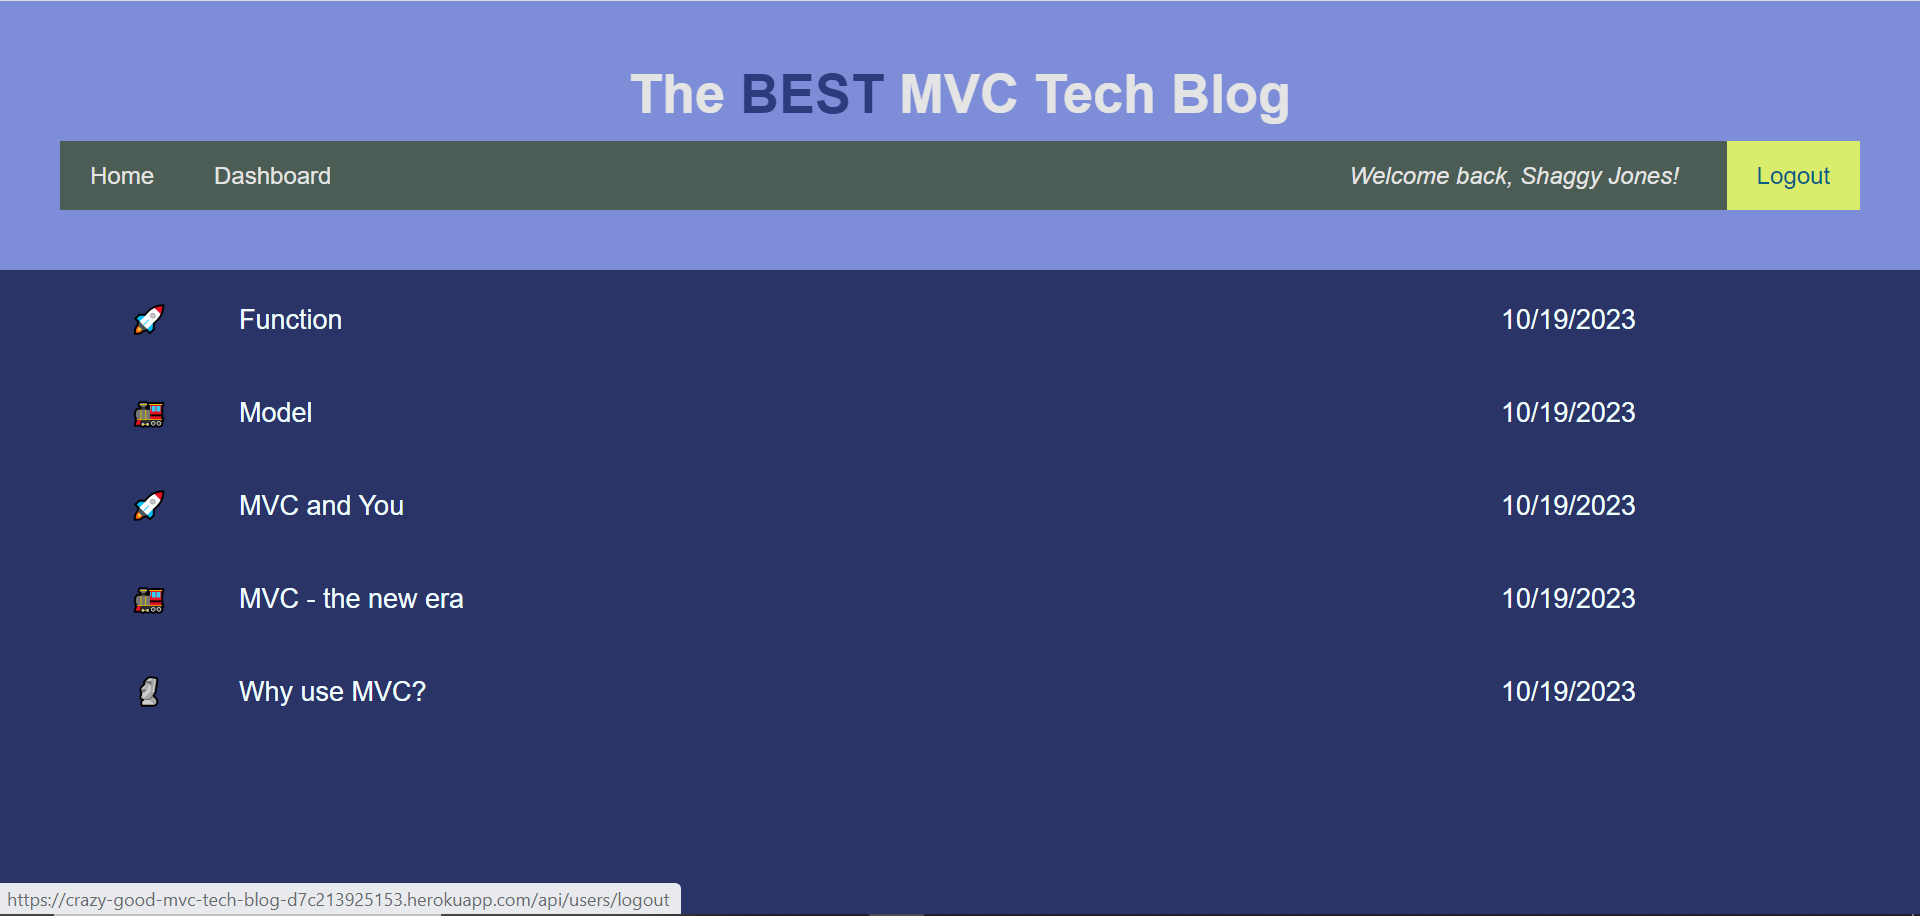 The BEST MVC Tech Blog
Home Dashboard Welcome back, Shaggy Jones! Logout
Function 10/19/2023
Model 10/19/2023
MVC and You 10/19/2023
MVC - the new era 10/19/2023
Why use MVC? 10/19/2023
https://crazy-good-mvc-tech-blog-d7c213925153.herokuapp.com/api/users/logout